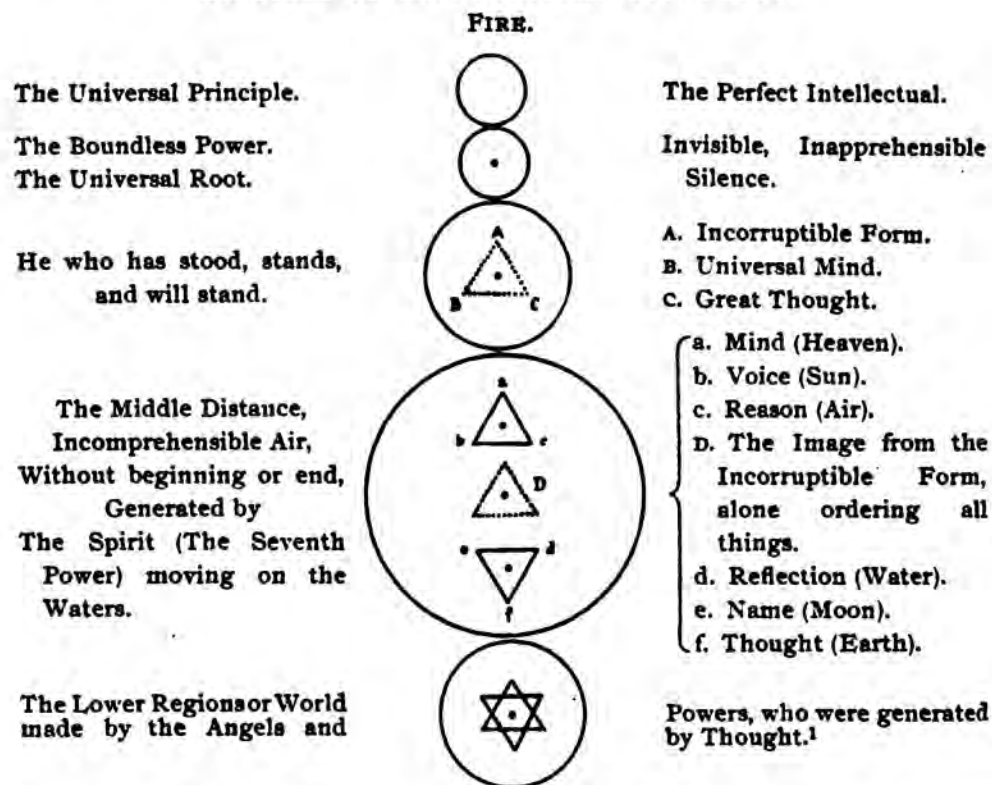 FIRE.
The Universal Principle.
The Perfect Intellectual.
The Boundless Power.
The Universal Root.
Invisible, Inapprehensible
Silence.
He who has stood, stands,
and will stand.
A
B
C
A. Incorruptible Form.
B. Universal Mind.
C. Great Thought.
The Middle Distance,
Incomprehensible Air,
Without beginning or end,
Generated by
The Spirit (The Seventh
Power) moving on the
Waters.
a
b c
D
e d
f
a. Mind (Heaven).
b. Voice (Sun).
c. Reason (Air).
D. The Image from the
Incorruptible Form,
alone ordering all
things.
d. Reflection (Water).
e. Name (Moon).
f. Thought (Earth).
The Lower Regions or World
made by the Angels and
Powers, who were generated
by Thought.¹